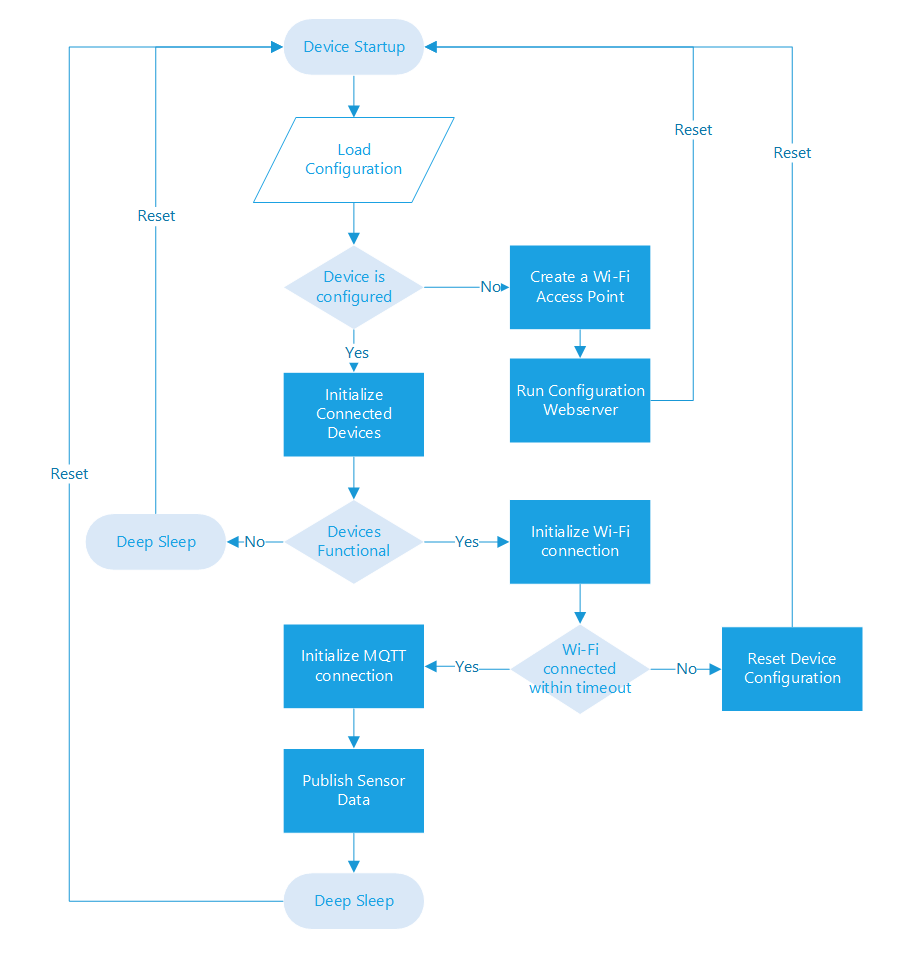 Device Startup
Reset
Reset
Load
Configuration
Reset
Device is
configured
No
Create a Wi-Fi
Access Point
Yes
Run Configuration
Webserver
Initialize
Connected
Devices
Reset
Deep Sleep
No
Devices
Functional
Yes
Initialize Wi-Fi
connection
Initialize MQTT
connection
Yes
Wi-Fi
connected
within timeout
No
Reset Device
Configuration
Publish Sensor
Data
Deep Sleep